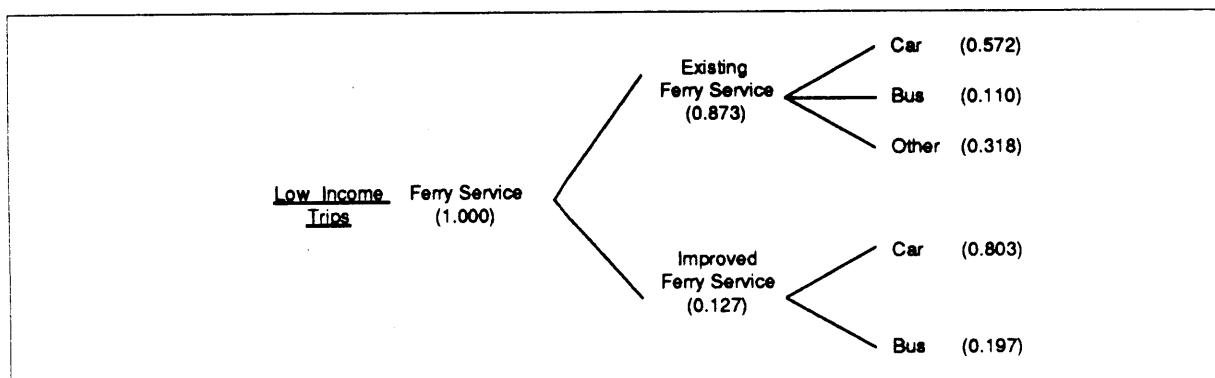 Car (0.572)
Existing
Ferry Service
(0.873)
Bus (0.110)
Other (0.318)
Low Income
Trips
Ferry Service
(1.000)
Car (0.803)
Improved
Ferry Service
(0.127)
Bus (0.197)